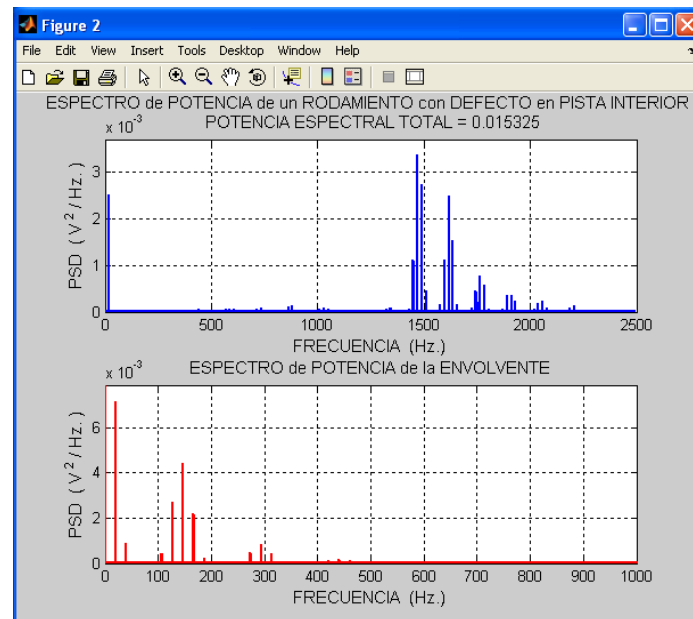 Figure 2
File Edit View Insert Tools Desktop Window Help
ESPECTRO de POTENCIA de un RODAMIENTO con DEFECTO en PISTA INTERIOR
POTENCIA ESPECTRAL TOTAL = 0.015325
x 10^-3
PSD ( V^2 / Hz. )
3
2
1
0
0 500 1000 1500 2000 2500
FRECUENCIA (Hz.)
ESPECTRO de POTENCIA de la ENVOLVENTE
x 10^-3
PSD ( V^2 / Hz. )
6
4
2
0
0 100 200 300 400 500 600 700 800 900 1000
FRECUENCIA (Hz.)